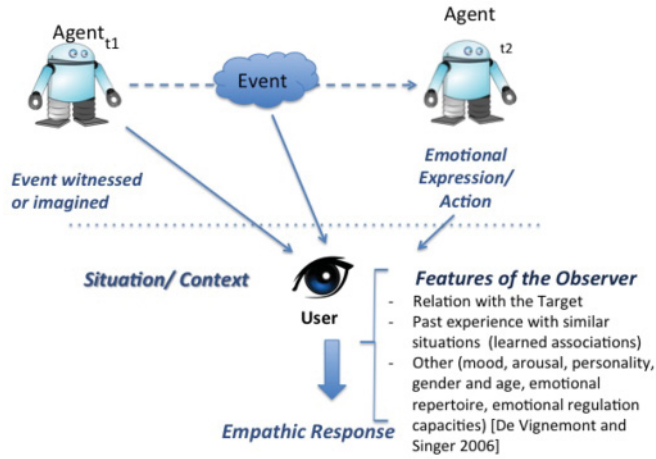 Agent t1
Agent t2
Event
Event witnessed
or imagined
Emotional
Expression/
Action
Situation/ Context
User
Empathic Response
Features of the Observer
- Relation with the Target
- Past experience with similar
situations (learned associations)
- Other (mood, arousal, personality,
gender and age, emotional
repertoire, emotional regulation
capacities) [De Vignemont and
Singer 2006]